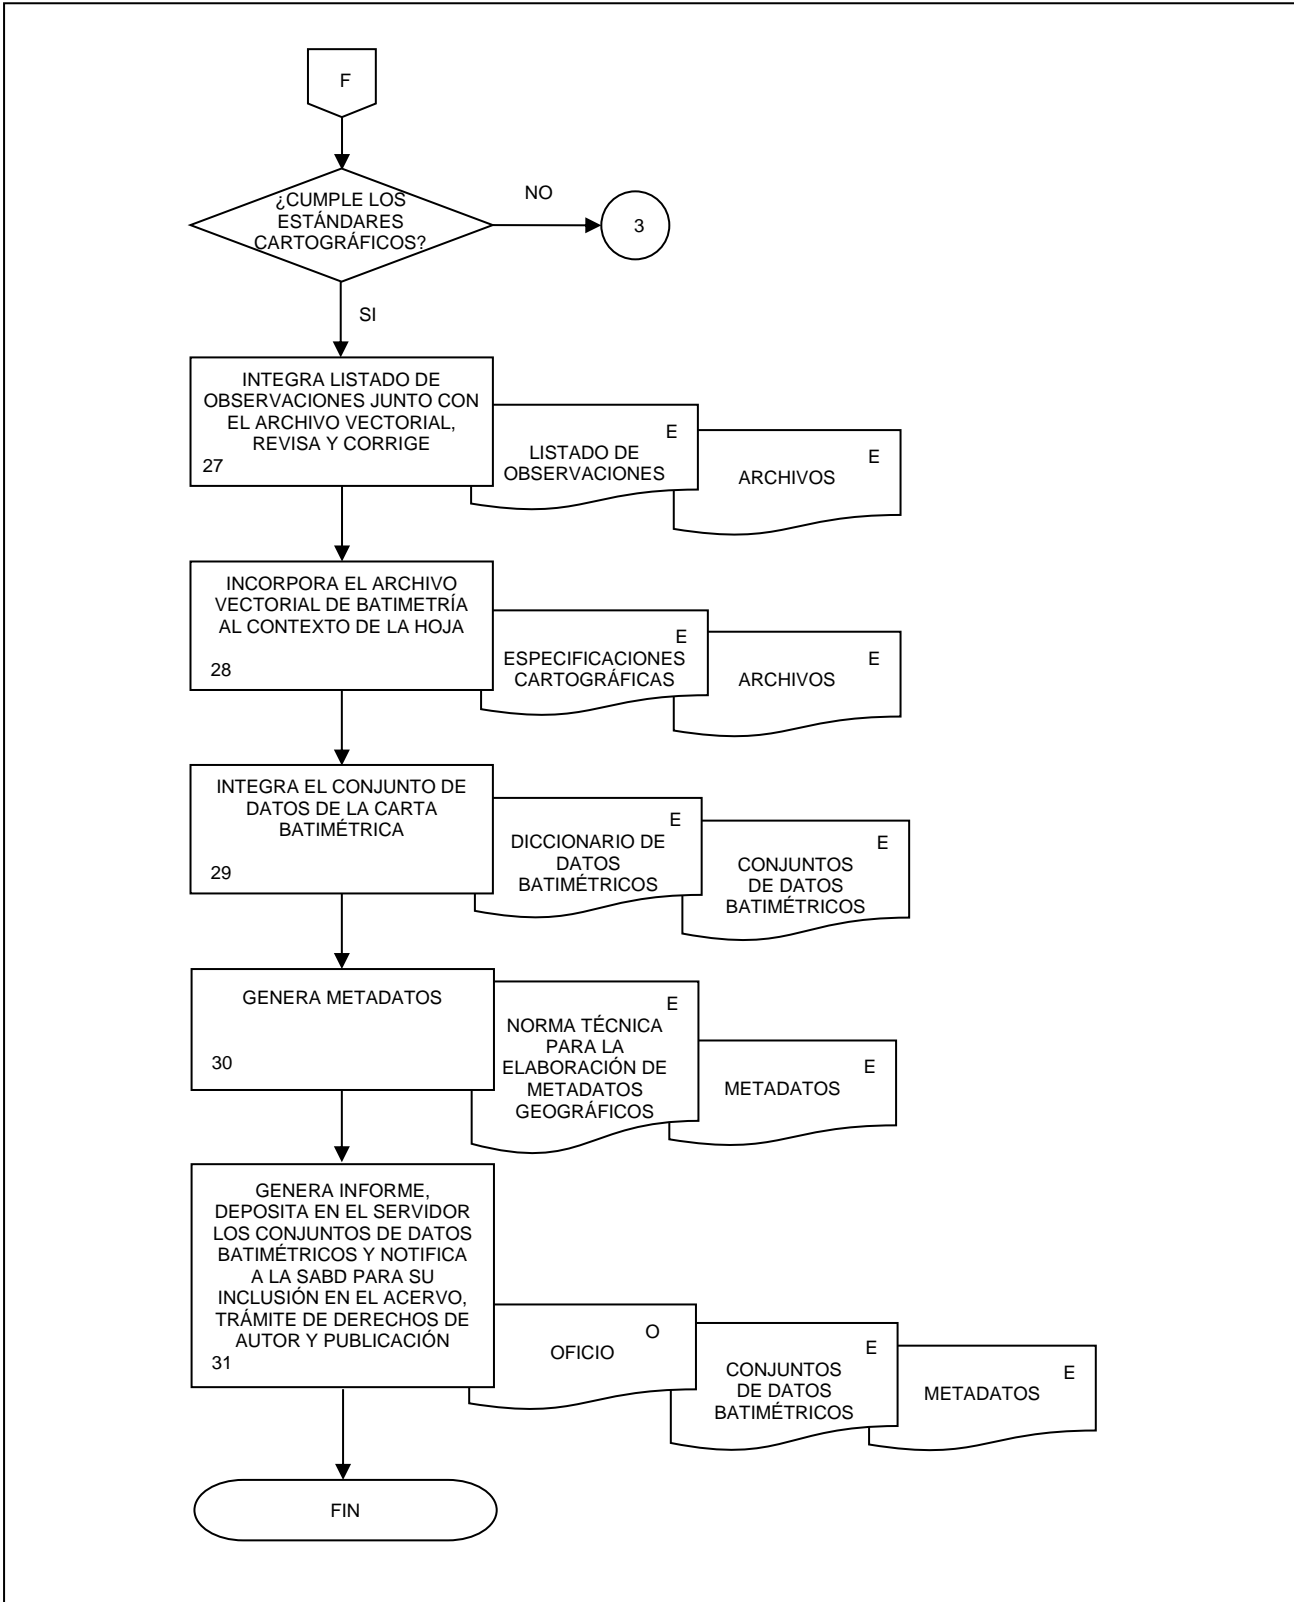 F
¿CUMPLE LOS
ESTÁNDARES
CARTOGRÁFICOS?
NO
3
SI
INTEGRA LISTADO DE
OBSERVACIONES JUNTO CON
EL ARCHIVO VECTORIAL,
REVISA Y CORRIGE
27
E
LISTADO DE
OBSERVACIONES
E
ARCHIVOS
INCORPORA EL ARCHIVO
VECTORIAL DE BATIMETRÍA
AL CONTEXTO DE LA HOJA
28
E
ESPECIFICACIONES
CARTOGRÁFICAS
E
ARCHIVOS
INTEGRA EL CONJUNTO DE
DATOS DE LA CARTA
BATIMÉTRICA
29
E
DICCIONARIO DE
DATOS
BATIMÉTRICOS
E
CONJUNTOS
DE DATOS
BATIMÉTRICOS
GENERA METADATOS
30
E
NORMA TÉCNICA
PARA LA
ELABORACIÓN DE
METADATOS
GEOGRÁFICOS
E
METADATOS
GENERA INFORME,
DEPOSITA EN EL SERVIDOR
LOS CONJUNTOS DE DATOS
BATIMÉTRICOS Y NOTIFICA
A LA SABD PARA SU
INCLUSIÓN EN EL ACERVO,
TRÁMITE DE DERECHOS DE
AUTOR Y PUBLICACIÓN
31
O
OFICIO
E
CONJUNTOS
DE DATOS
BATIMÉTRICOS
E
METADATOS
FIN